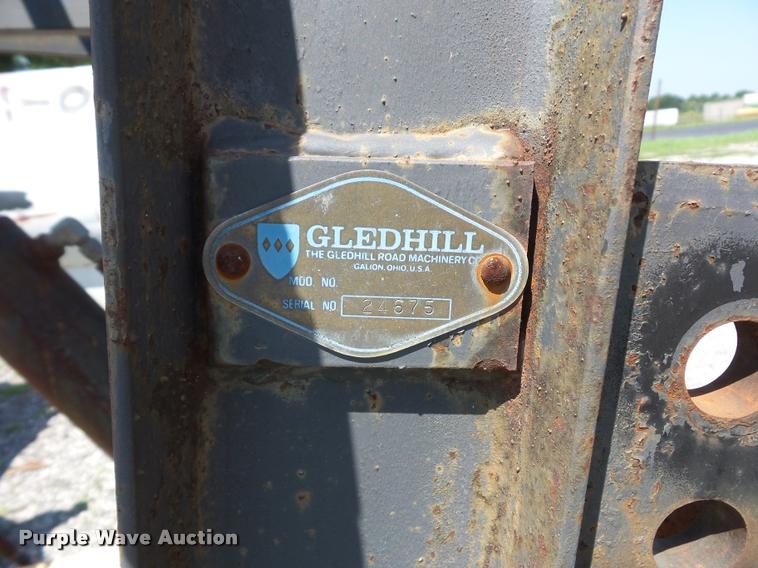 GLEDHILL
THE GLEDHILL ROAD MACHINERY CO
GALION, OHIO, U.S.A.
MOD. NO.
SERIAL NO 24675
Purple Wave Auction